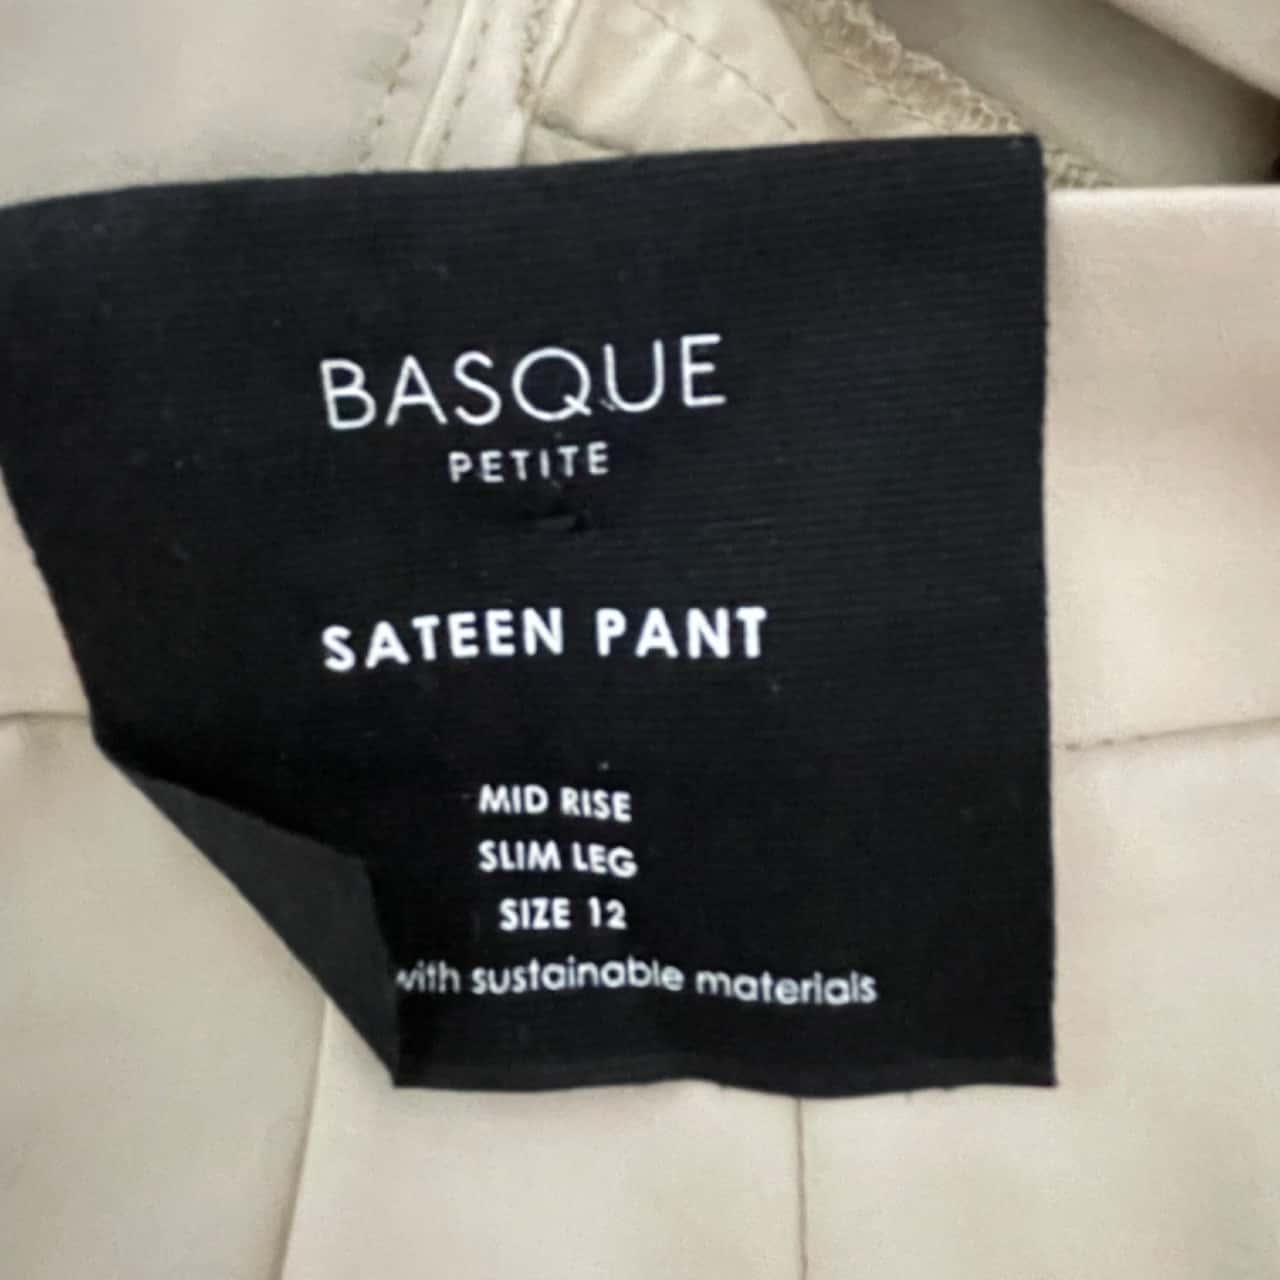 BASQUE
PETITE
SATEEN PANT
MID RISE
SLIM LEG
SIZE 12
with sustainable materials